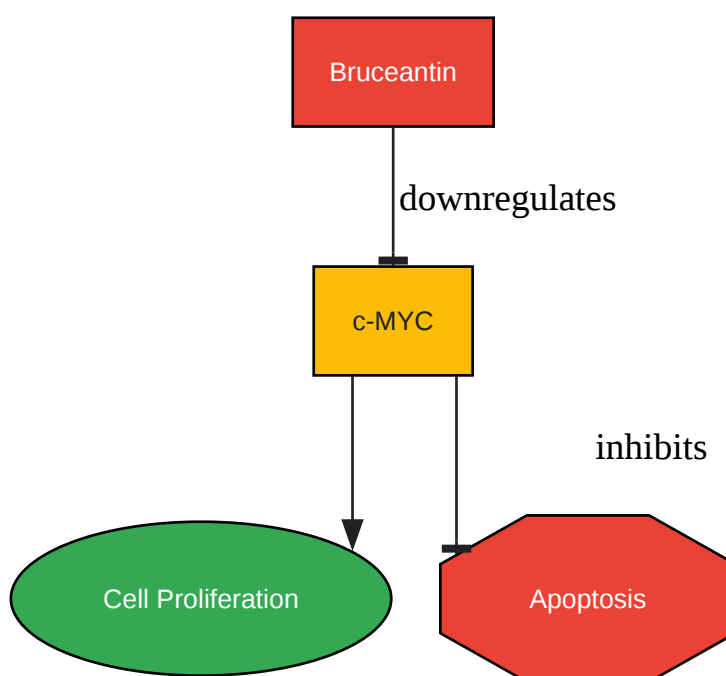 Bruceantin
downregulates
c-MYC
inhibits
Cell Proliferation
Apoptosis